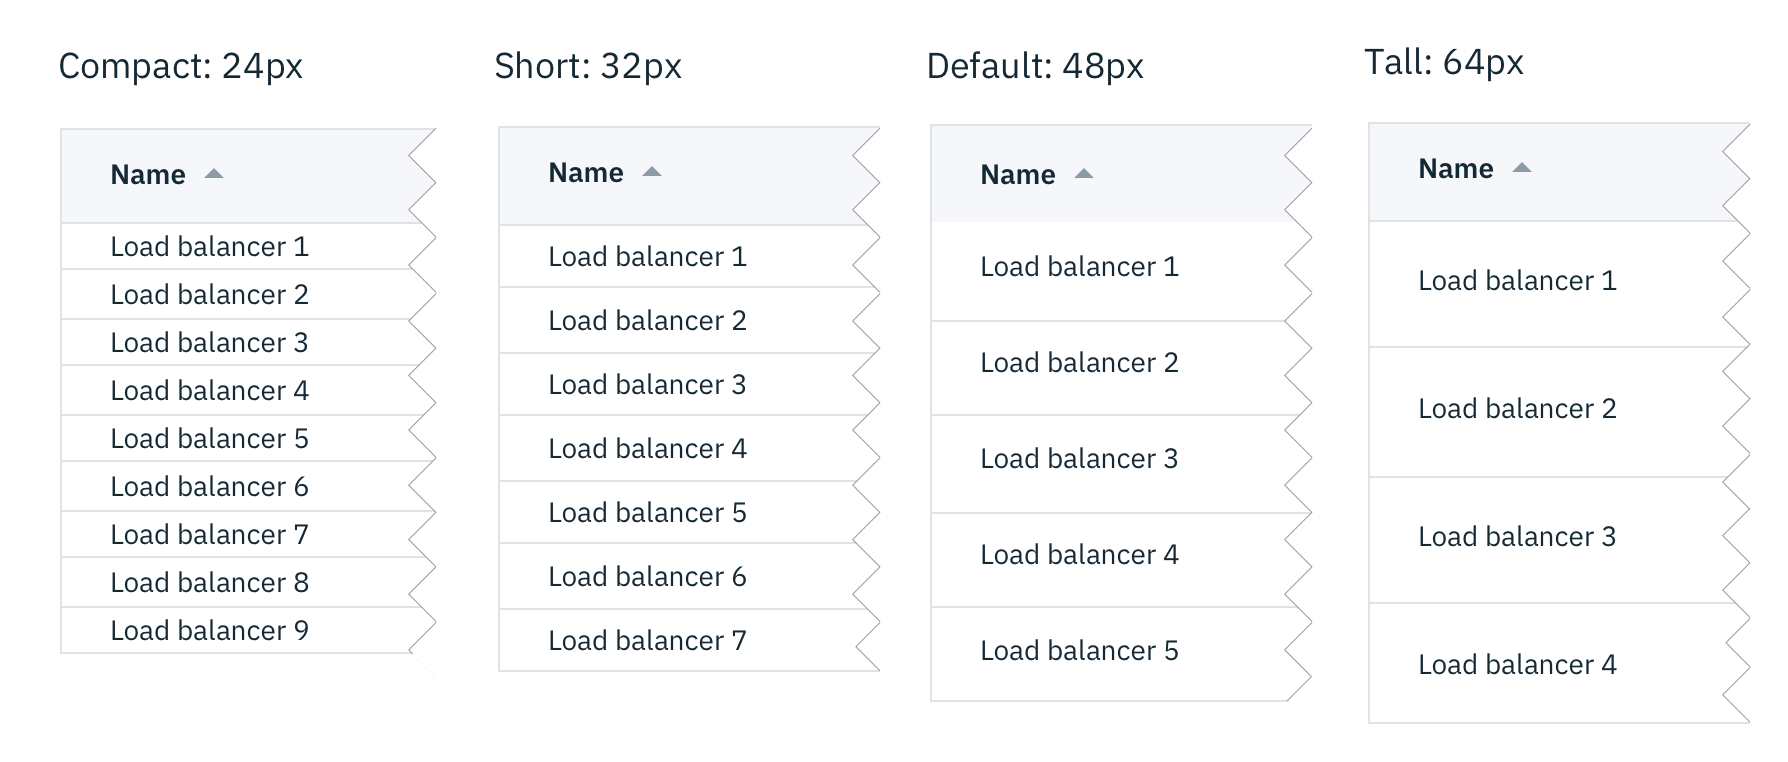 Compact: 24px
Name
Load balancer 1
Load balancer 2
Load balancer 3
Load balancer 4
Load balancer 5
Load balancer 6
Load balancer 7
Load balancer 8
Load balancer 9
Short: 32px
Name
Load balancer 1
Load balancer 2
Load balancer 3
Load balancer 4
Load balancer 5
Load balancer 6
Load balancer 7
Default: 48px
Name
Load balancer 1
Load balancer 2
Load balancer 3
Load balancer 4
Load balancer 5
Tall: 64px
Name
Load balancer 1
Load balancer 2
Load balancer 3
Load balancer 4